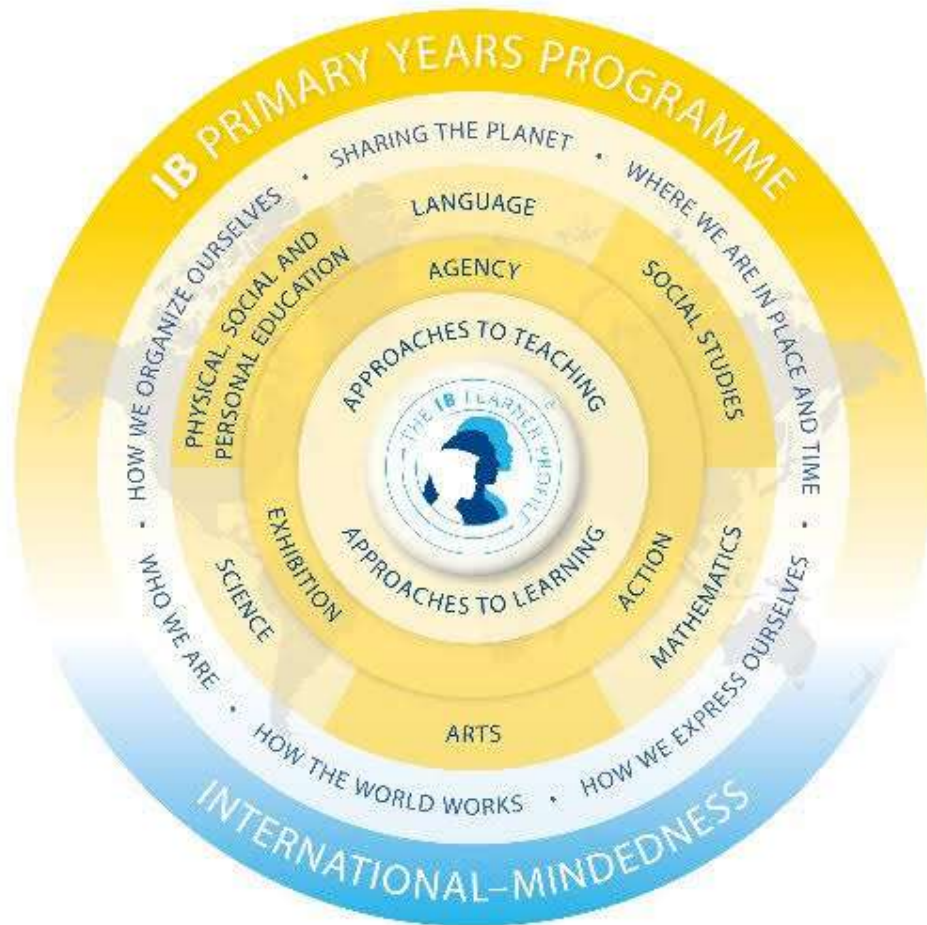 IB PRIMARY YEARS PROGRAMME
SHARING THE PLANET
•
WHERE WE ARE IN PLACE AND TIME
•
HOW WE EXPRESS OURSELVES
•
HOW THE WORLD WORKS
•
WHO WE ARE
•
HOW WE ORGANIZE OURSELVES
•
LANGUAGE
SOCIAL STUDIES
MATHEMATICS
ARTS
SCIENCE
PHYSICAL, SOCIAL AND
PERSONAL EDUCATION
AGENCY
ACTION
EXHIBITION
APPROACHES TO TEACHING
THE IB LEARNER PROFILE
APPROACHES TO LEARNING
INTERNATIONAL–MINDEDNESS